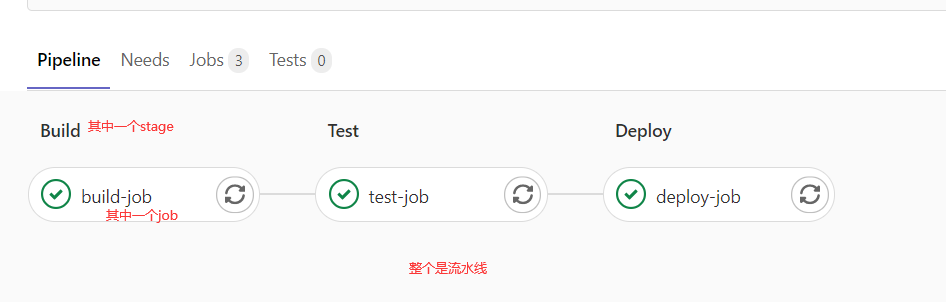 Pipeline Needs Jobs 3 Tests 0
Build 其中一个stage Test Deploy
build-job test-job deploy-job
其中一个job
整个是流水线